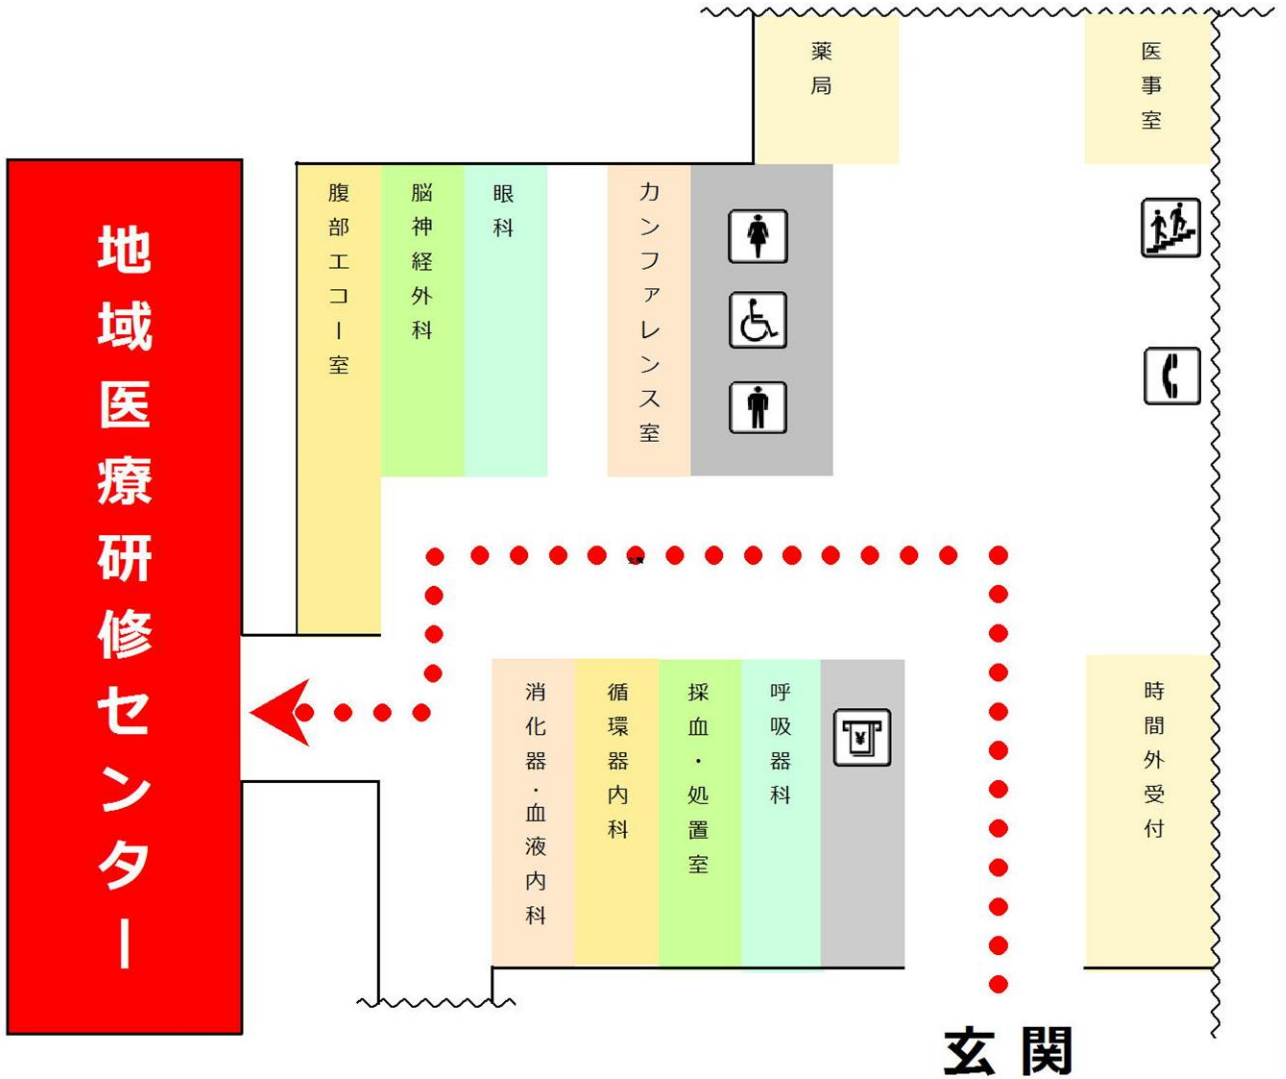 薬局
医事室
腹部エコー室
脳神経外科
眼科
カンファレンス室
地域医療研修センター
消化器・血液内科
循環器内科
採血・処置室
呼吸器科
¥
時間外受付
玄関